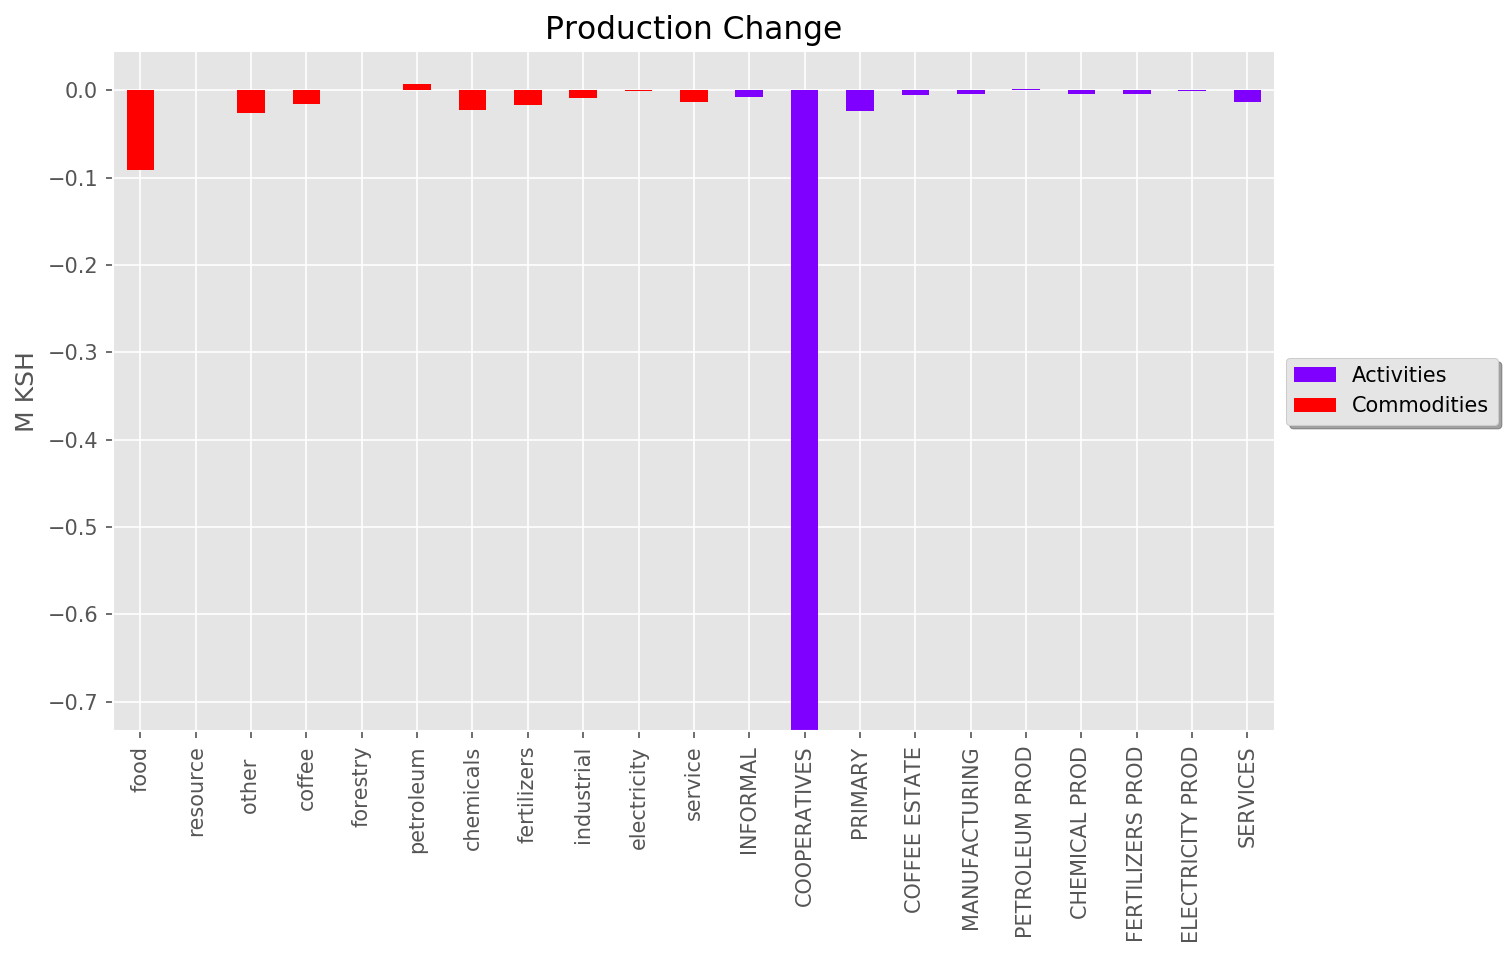 Production Change
M KSH
0.0
−0.1
−0.2
−0.3
−0.4
−0.5
−0.6
−0.7
food
resource
other
coffee
forestry
petroleum
chemicals
fertilizers
industrial
electricity
service
INFORMAL
COOPERATIVES
PRIMARY
COFFEE ESTATE
MANUFACTURING
PETROLEUM PROD
CHEMICAL PROD
FERTILIZERS PROD
ELECTRICITY PROD
SERVICES
Activities
Commodities